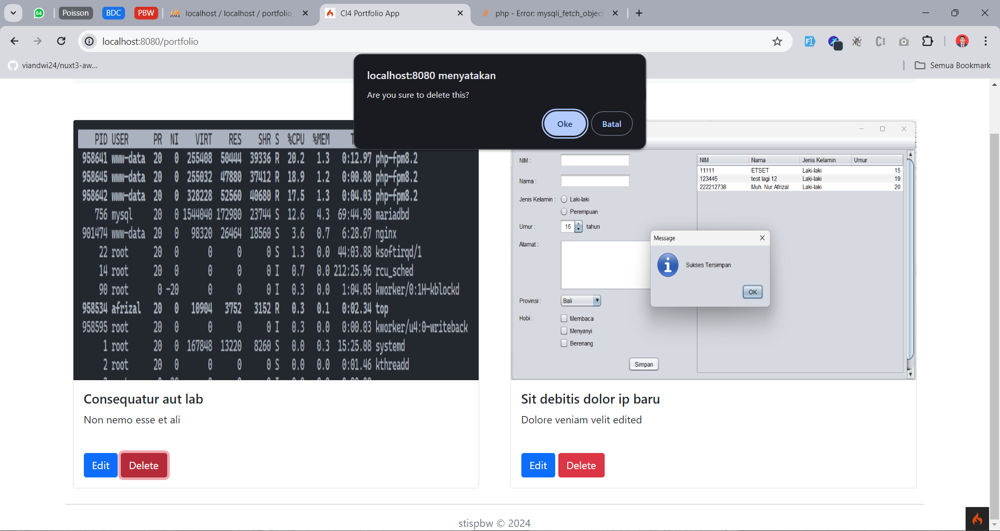 64
Poisson
BDC
PBW
PMA
localhost / localhost / portfolio_
CI4 Portfolio App
php - Error: mysqli_fetch_object
localhost:8080/portfolio
viandwi24/nuxt3-aw...
Semua Bookmark
localhost:8080 menyatakan
Are you sure to delete this?
Oke
Batal
PID USER PR NI VIRT RES SHR S %CPU %MEM T
958641 www-data 20 0 255408 50444 39336 R 20.2 1.3 0:12.97 php-fpm8.2
958645 www-data 20 0 255032 47880 37412 R 18.9 1.2 0:00.80 php-fpm8.2
958642 www-data 20 0 328228 52560 40680 R 17.5 1.3 0:04.03 php-fpm8.2
756 mysql 20 0 1544040 172980 23744 S 12.6 4.3 69:44.98 mariadbd
901474 www-data 20 0 98320 26464 18560 S 3.6 0.7 6:28.67 nginx
22 root 20 0 0 0 0 S 1.3 0.0 44:03.88 ksoftirqd/1
14 root 20 0 0 0 0 I 0.7 0.0 212:25.96 rcu_sched
90 root 0 -20 0 0 0 I 0.3 0.0 1:04.05 kworker/0:1H-kblockd
958534 afrizal 20 0 10904 3752 3152 R 0.3 0.1 0:02.34 top
958595 root 20 0 0 0 0 I 0.3 0.0 0:00.03 kworker/u4:0-writeback
1 root 20 0 167848 13220 8260 S 0.0 0.3 15:25.08 systemd
2 root 20 0 0 0 0 S 0.0 0.0 0:01.46 kthreadd
Consequatur aut lab
Non nemo esse et ali
Edit
Delete
NIM :
Nama :
Jenis Kelamin :
Laki-laki
Perempuan
Umur :
15
tahun
Alamat :
Provinsi :
Bali
Hobi :
Membaca
Menyanyi
Berenang
Simpan
NIM Nama Jenis Kelamin Umur
11111 ETSET Laki-laki 15
123445 test lagi 12 Laki-laki 19
222212738 Muh. Nur Afrizal Laki-laki 20
Message
Sukses Tersimpan
OK
Sit debitis dolor ip baru
Dolore veniam velit edited
Edit
Delete
stispbw © 2024